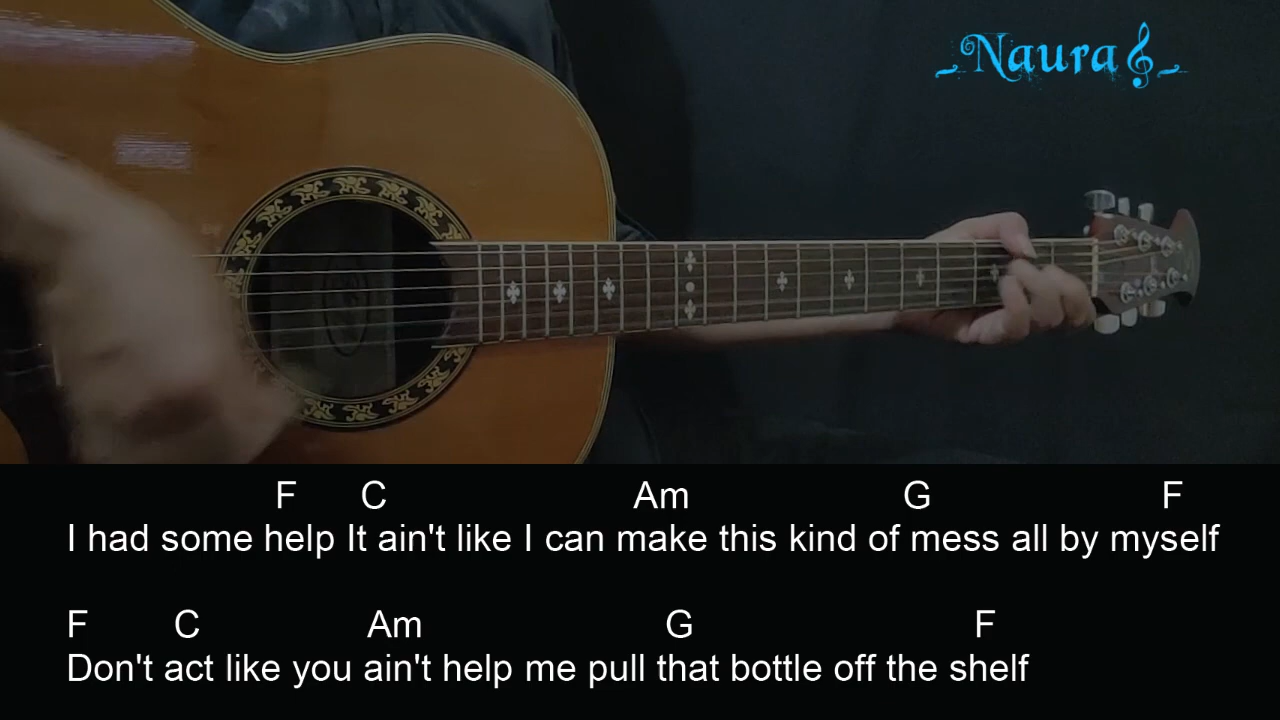 Naura
F C Am G F
I had some help It ain't like I can make this kind of mess all by myself
F C Am G F
Don't act like you ain't help me pull that bottle off the shelf